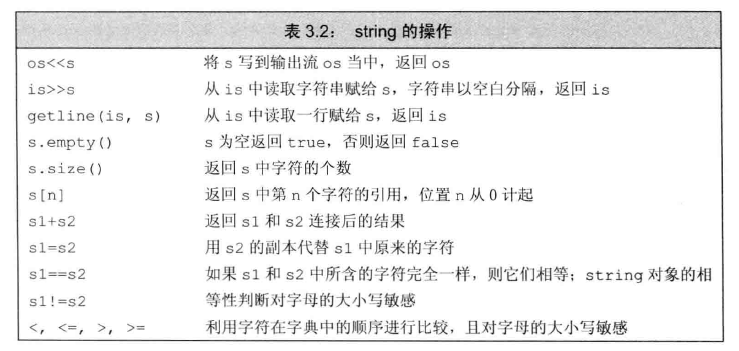 表 3.2： string 的操作
os<<s 将 s 写到输出流 os 当中，返回 os
is>>s 从 is 中读取字符串赋给 s，字符串以空白分隔，返回 is
getline(is, s) 从 is 中读取一行赋给 s，返回 is
s.empty() s 为空返回 true，否则返回 false
s.size() 返回 s 中字符的个数
s[n] 返回 s 中第 n 个字符的引用，位置 n 从 0 计起
s1+s2 返回 s1 和 s2 连接后的结果
s1=s2 用 s2 的副本代替 s1 中原来的字符
s1==s2 如果 s1 和 s2 中所含的字符完全一样，则它们相等；string 对象的相
s1!=s2 等性判断对字母的大小写敏感
<, <=, >, >= 利用字符在字典中的顺序进行比较，且对字母的大小写敏感